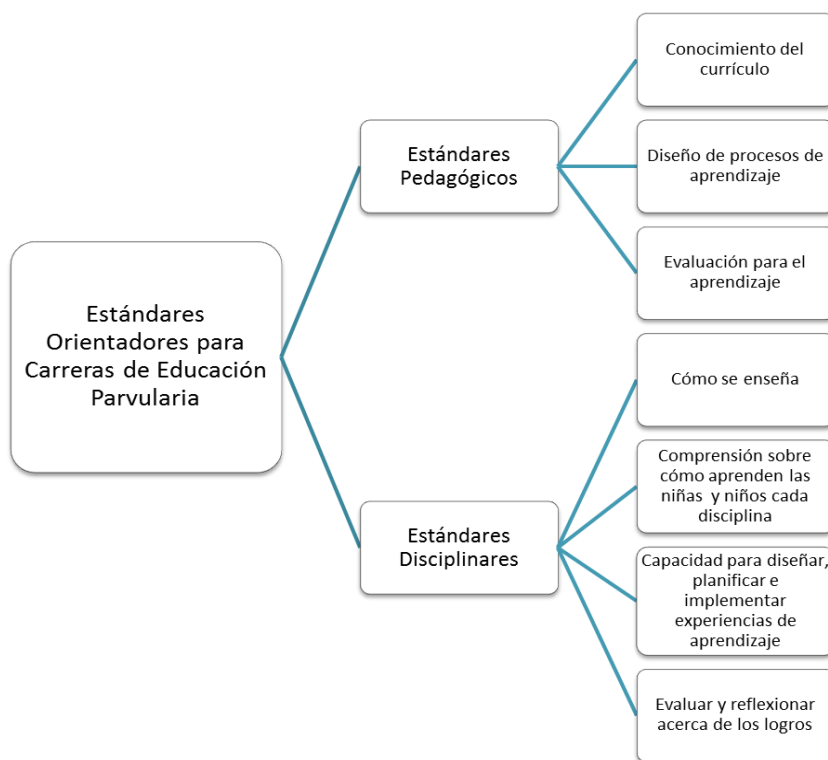 Estándares
Orientadores para
Carreras de Educación
Parvularia
Estándares
Pedagógicos
Conocimiento del
currículo
Diseño de procesos de
aprendizaje
Evaluación para el
aprendizaje
Estándares
Disciplinares
Cómo se enseña
Comprensión sobre
cómo aprenden las
niñas y niños cada
disciplina
Capacidad para diseñar,
planificar e
implementar
experiencias de
aprendizaje
Evaluar y reflexionar
acerca de los logros